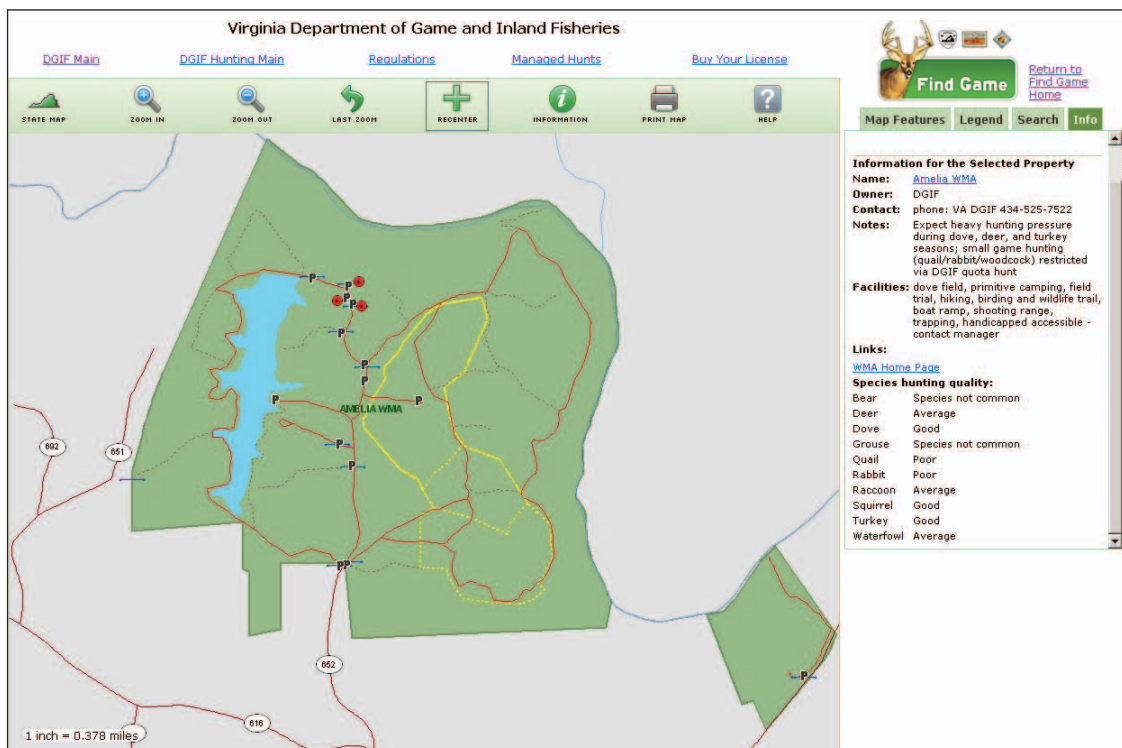 Virginia Department of Game and Inland Fisheries
DGIF Main
DGIF Hunting Main
Regulations
Managed Hunts
Buy Your License
STATE MAP
ZOOM IN
ZOOM OUT
LAST ZOOM
RECENTER
INFORMATION
PRINT MAP
HELP
Find Game
Return to
Find Game
Home
Map Features
Legend
Search
Info
Information for the Selected Property
Name: Amelia WMA
Owner: DGIF
Contact: phone: VA DGIF 434-525-7522
Notes: Expect heavy hunting pressure
during dove, deer, and turkey
seasons; small game hunting
(quail/rabbit/woodcock) restricted
via DGIF quota hunt
Facilities: dove field, primitive camping, field
trial, hiking, birding and wildlife trail,
boat ramp, shooting range,
trapping, handicapped accessible -
contact manager
Links:
WMA Home Page
Species hunting quality:
Bear Species not common
Deer Average
Dove Good
Grouse Species not common
Quail Poor
Rabbit Poor
Raccoon Average
Squirrel Good
Turkey Good
Waterfowl Average
P
P
P
P
P
P
P
P
P
AMELIA WMA
P
P
692
651
PP
652
P
616
1 inch = 0.378 miles